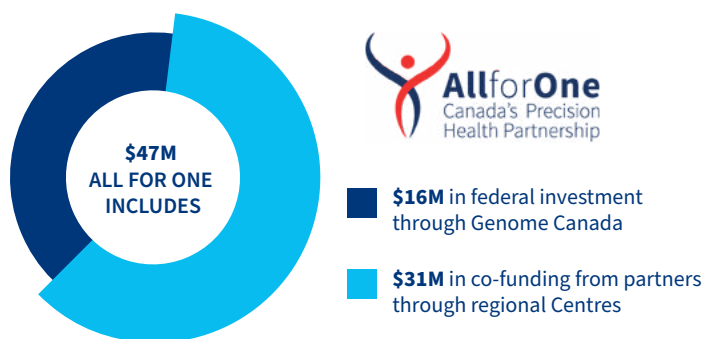 $47M
ALL FOR ONE
INCLUDES
AllforOne
Canada's Precision
Health Partnership
$16M in federal investment
through Genome Canada
$31M in co-funding from partners
through regional Centres